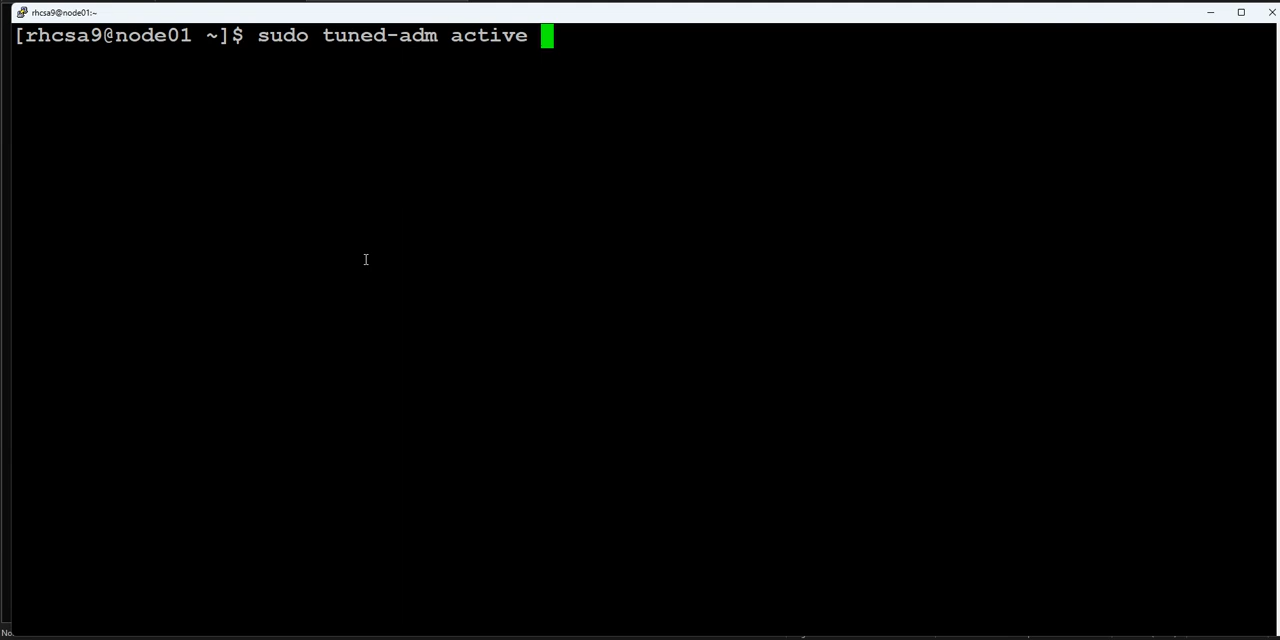 rhcsa9@node01:~
[rhcsa9@node01 ~]$ sudo tuned-adm active
No